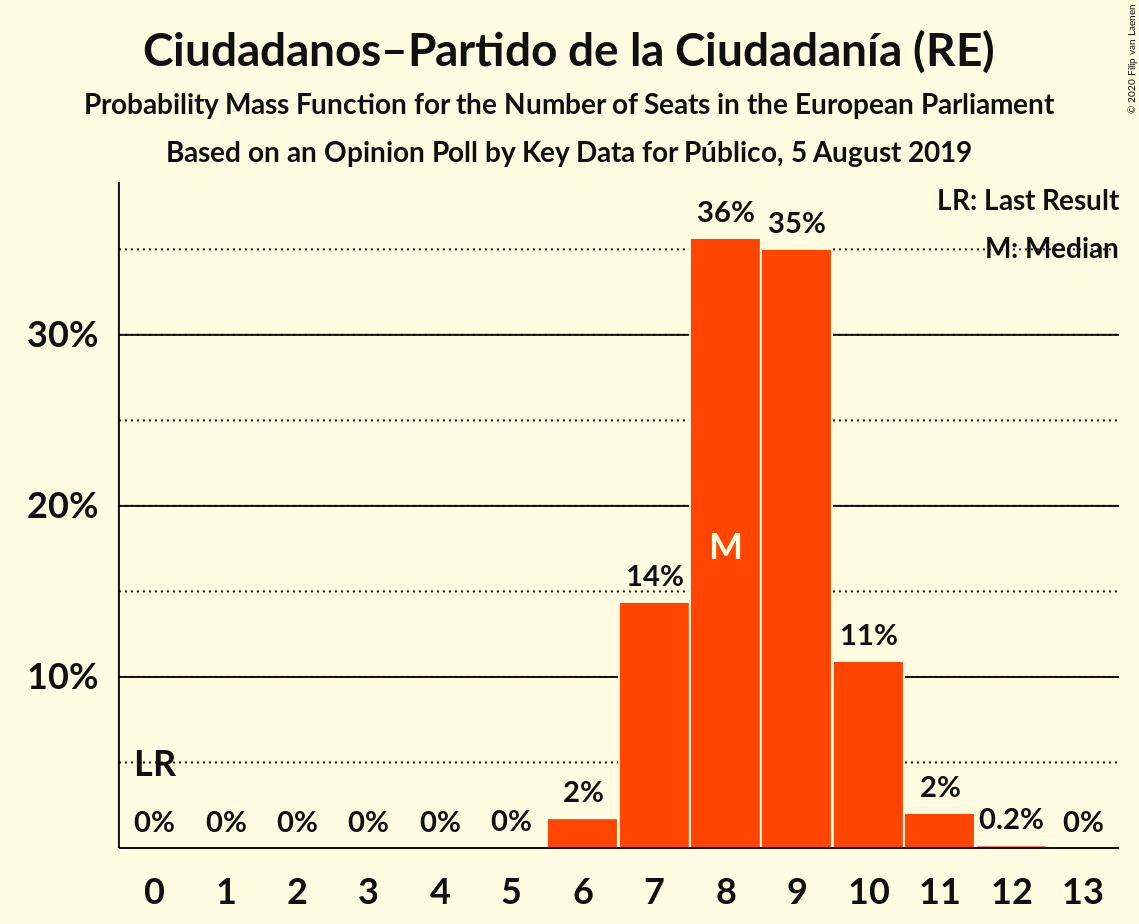 Ciudadanos–Partido de la Ciudadanía (RE)
Probability Mass Function for the Number of Seats in the European Parliament
Based on an Opinion Poll by Key Data for Público, 5 August 2019
© 2020 Filip van Laenen
LR: Last Result
M: Median
36%
35%
30%
20%
M
14%
11%
10%
LR
2%
2%
0% 0% 0% 0% 0% 0% 0.2% 0%
0 1 2 3 4 5 6 7 8 9 10 11 12 13